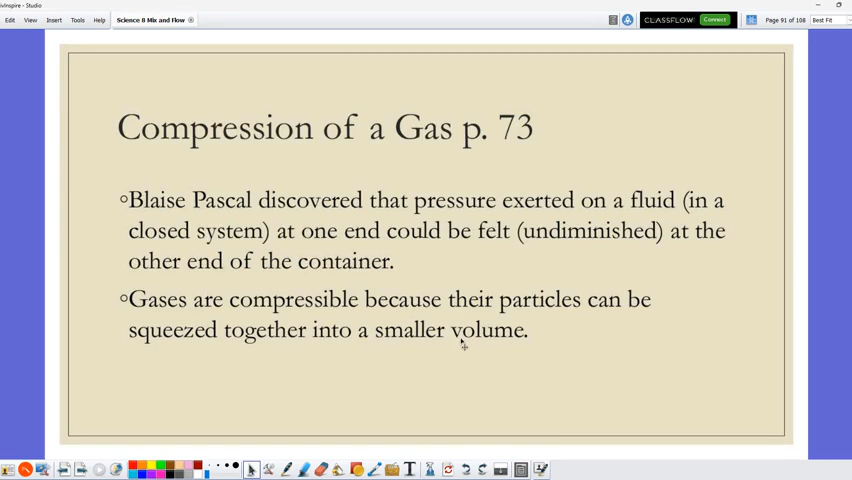 ivInspire - Studio
Edit View Insert Tools Help Science 8 Mix and Flow CLASSFLOW Connect Page 91 of 108 Best Fit
Compression of a Gas p. 73
°Blaise Pascal discovered that pressure exerted on a fluid (in a
closed system) at one end could be felt (undiminished) at the
other end of the container.
°Gases are compressible because their particles can be
squeezed together into a smaller volume.
T